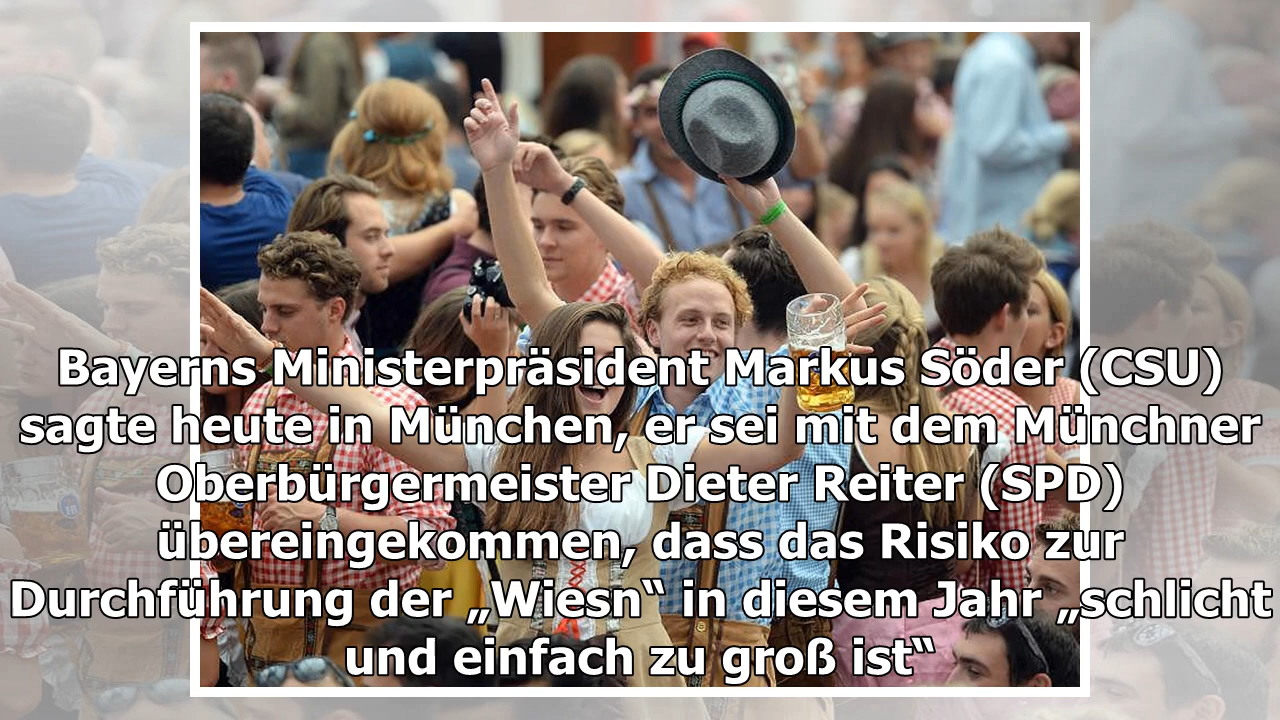 Bayerns Ministerpräsident Markus Söder (CSU)
sagte heute in München, er sei mit dem Münchner
Oberbürgermeister Dieter Reiter (SPD)
übereingekommen, dass das Risiko zur
Durchführung der „Wiesn“ in diesem Jahr „schlicht
und einfach zu groß ist“